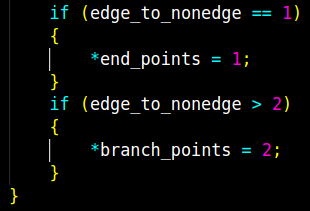 if (edge_to_nonedge == 1)
{
*end_points = 1;
}
if (edge_to_nonedge > 2)
{
*branch_points = 2;
}
}